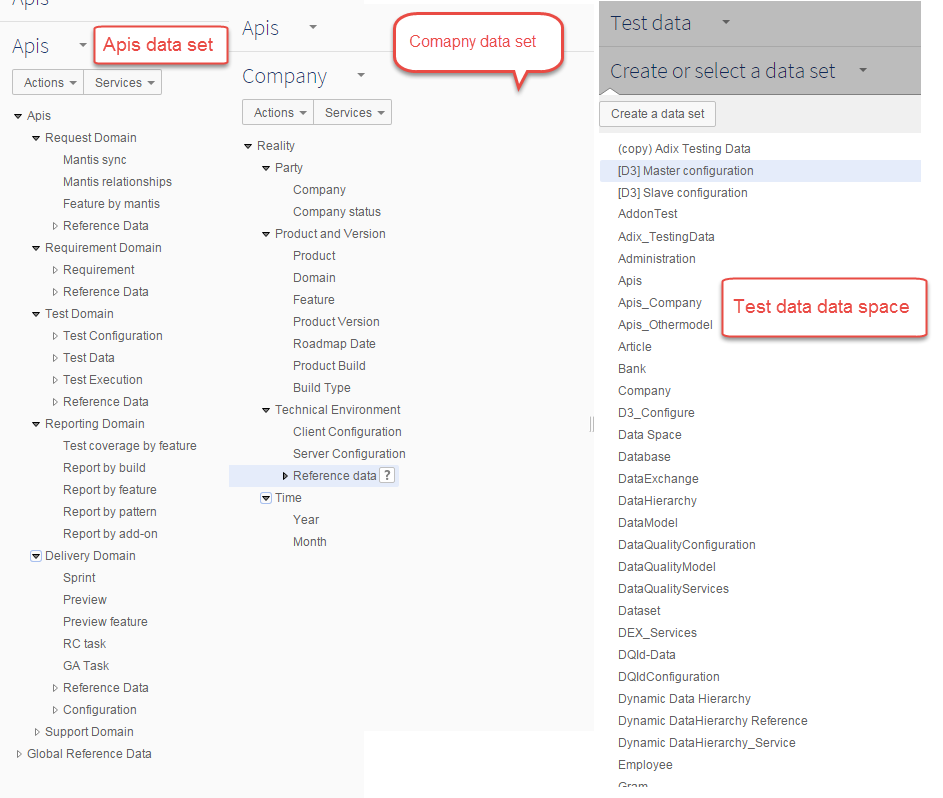 Apis
Apis
Apis data set
Actions
Services
Apis
Request Domain
Mantis sync
Mantis relationships
Feature by mantis
Reference Data
Requirement Domain
Requirement
Reference Data
Test Domain
Test Configuration
Test Data
Test Execution
Reference Data
Reporting Domain
Test coverage by feature
Report by build
Report by feature
Report by pattern
Report by add-on
Delivery Domain
Sprint
Preview
Preview feature
RC task
GA Task
Reference Data
Configuration
Support Domain
Global Reference Data
Apis
Comapny data set
Company
Actions
Services
Reality
Party
Company
Company status
Product and Version
Product
Domain
Feature
Product Version
Roadmap Date
Product Build
Build Type
Technical Environment
Client Configuration
Server Configuration
Reference data ?
Time
Year
Month
Test data
Create or select a data set
Create a data set
(copy) Adix Testing Data
[D3] Master configuration
[D3] Slave configuration
AddonTest
Adix_TestingData
Administration
Apis
Apis_Company
Apis_Othermodel
Test data data space
Article
Bank
Company
D3_Configure
Data Space
Database
DataExchange
DataHierarchy
DataModel
DataQualityConfiguration
DataQualityModel
DataQualityServices
Dataset
DEX_Services
DQId-Data
DQIdConfiguration
Dynamic Data Hierarchy
Dynamic DataHierarchy Reference
Dynamic DataHierarchy_Service
Employee
Gram